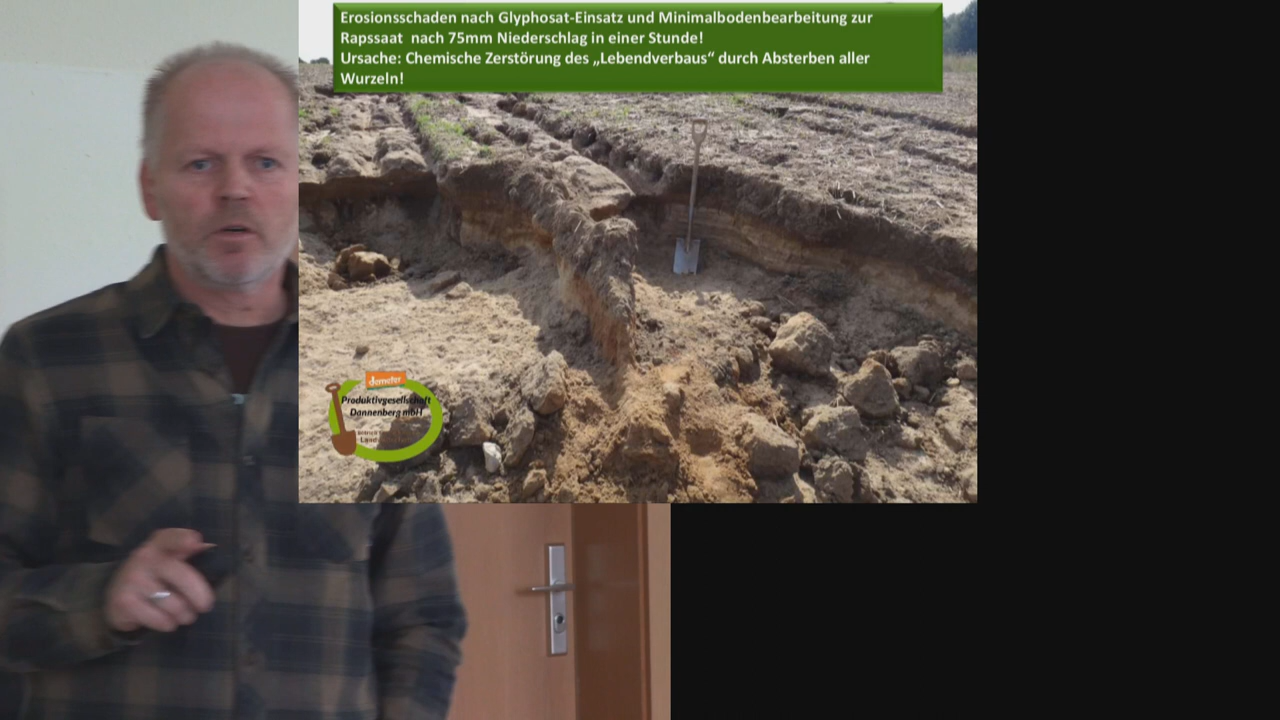 Erosionsschaden nach Glyphosat-Einsatz und Minimalbodenbearbeitung zur
Rapssaat nach 75mm Niederschlag in einer Stunde!
Ursache: Chemische Zerstörung des „Lebendverbaus“ durch Absterben aller
Wurzeln!
demeter
Produktivgesellschaft
Dannenberg mbH